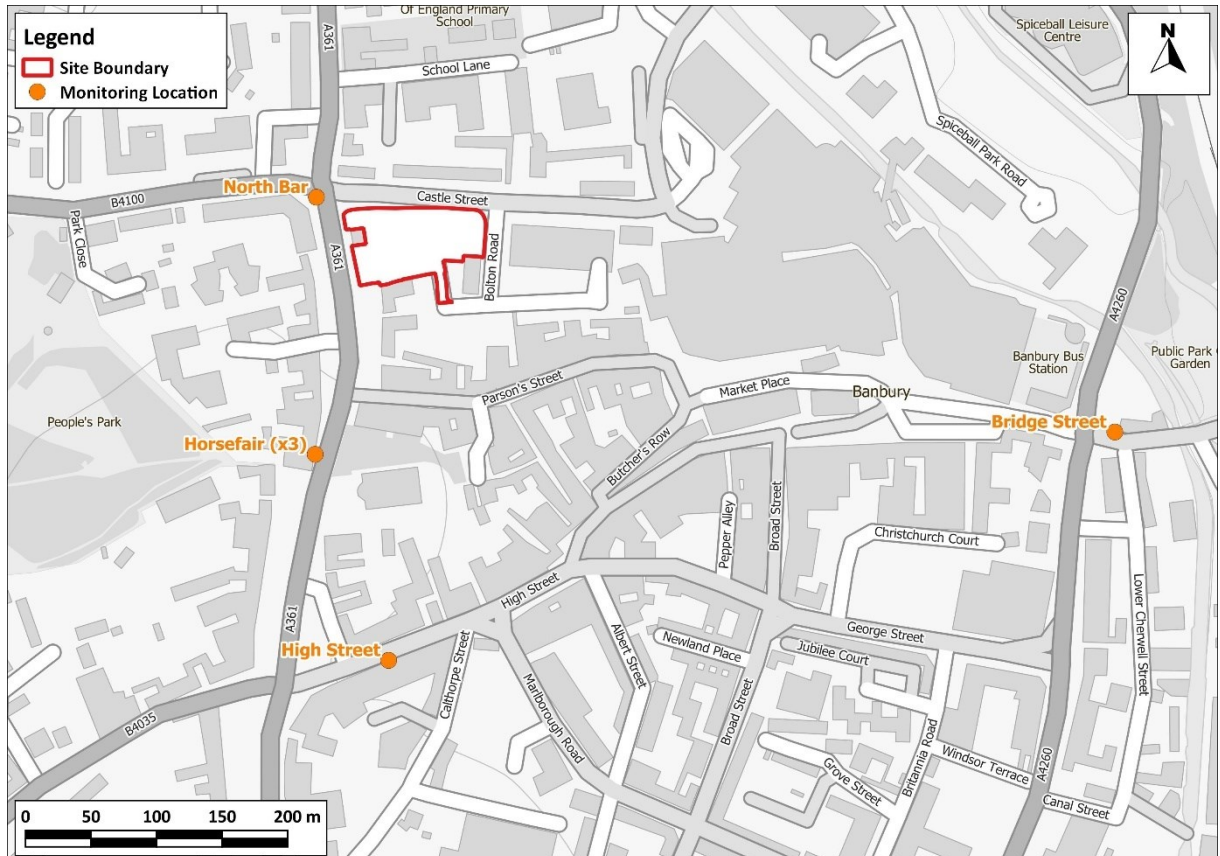 Legend
Site Boundary
Monitoring Location
A361
Of England Primary
School
School Lane
Spiceball Leisure
Centre
N
Spiceball Park Road
North Bar
B4100
Castle Street
Park Close
A361
Bolton Road
A4260
Banbury Bus
Station
Public Park
Garden
Parson's Street
Market Place
Banbury
People's Park
Bridge Street
Horsefair (x3)
Butcher's Row
Pepper Alley
Broad Street
Christchurch Court
Lower Cherwell Street
High Street
A361
High Street
Albert Street
Newland Place
George Street
Jubilee Court
Calthorpe Street
Marlborough Road
Broad Street
B4035
Britannia Road
Windsor Terrace
Grove Street
A4260
Canal Street
0 50 100 150 200 m